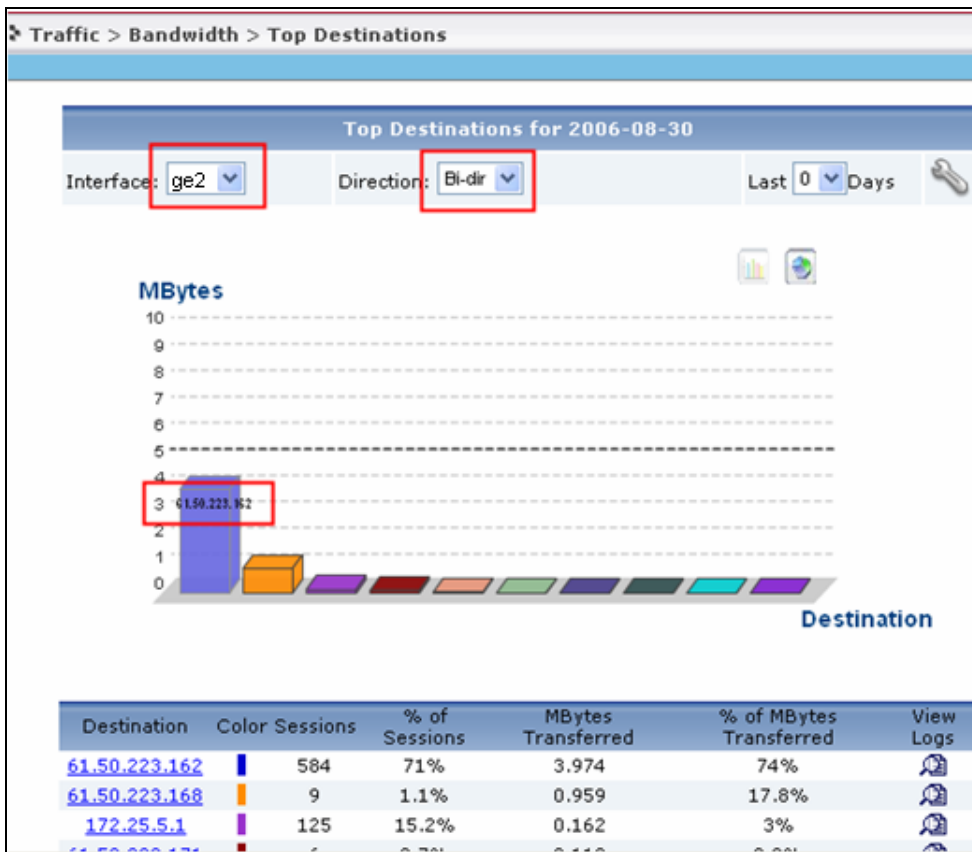 Traffic > Bandwidth > Top Destinations
Top Destinations for 2006-08-30
Interface: ge2 Direction: Bi-dir Last 0 Days
MBytes
10
9
8
7
6
5
4
3 61.50.223.162
2
1
0
Destination
Destination Color Sessions % of Sessions MBytes Transferred % of MBytes Transferred View Logs
61.50.223.162 584 71% 3.974 74%
61.50.223.168 9 1.1% 0.959 17.8%
172.25.5.1 125 15.2% 0.162 3%